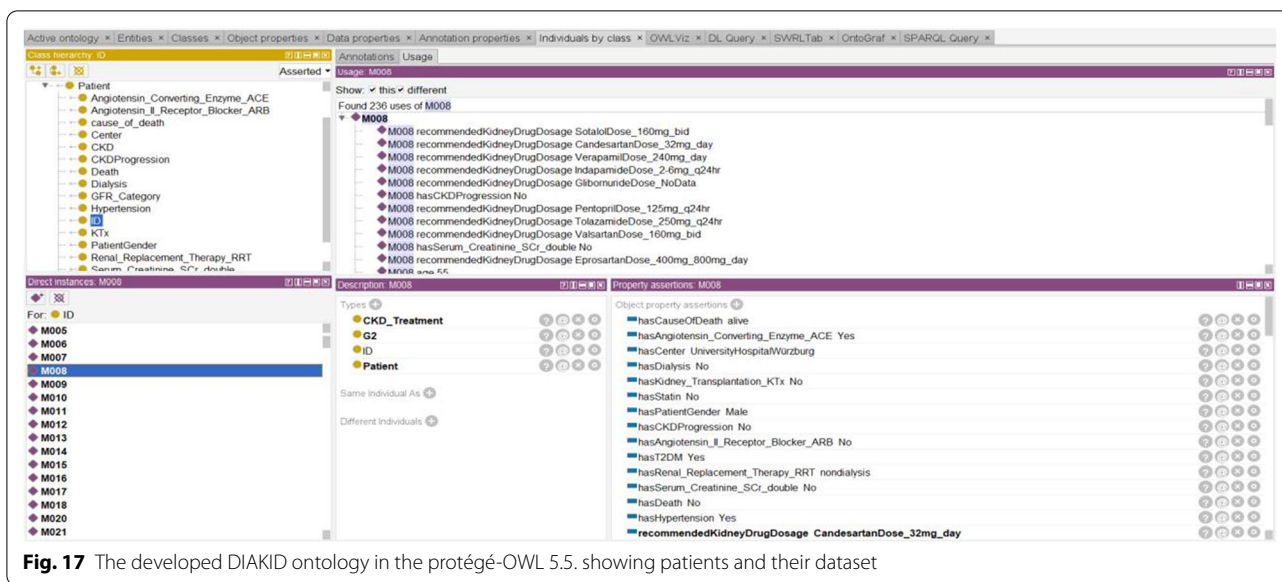 Active ontology × Entities × Classes × Object properties × Data properties × Annotation properties × Individuals by class × OWLViz × DL Query × SWRLTab × OntoGraf × SPARQL Query ×
Class hierarchy: ID
Asserted
Patient
Angiotensin_Converting_Enzyme_ACE
Angiotensin_II_Receptor_Blocker_ARB
cause_of_death
Center
CKD
CKDProgression
Death
Dialysis
GFR_Category
Hypertension
ID
KTx
PatientGender
Renal_Replacement_Therapy_RRT
Serum_Creatinine_SCr_double
Annotations Usage
Usage: M008
Show: this different
Found 236 uses of M008
M008
M008 recommendedKidneyDrugDosage SotalolDose_160mg_bid
M008 recommendedKidneyDrugDosage CandesartanDose_32mg_day
M008 recommendedKidneyDrugDosage VerapamilDose_240mg_day
M008 recommendedKidneyDrugDosage IndapamideDose_2-6mg_q24hr
M008 recommendedKidneyDrugDosage GlibornurideDose_NoData
M008 hasCKDProgression No
M008 recommendedKidneyDrugDosage PentoprilDose_125mg_q24hr
M008 recommendedKidneyDrugDosage TolazamideDose_250mg_q24hr
M008 recommendedKidneyDrugDosage ValsartanDose_160mg_bid
M008 hasSerum_Creatinine_SCr_double No
M008 recommendedKidneyDrugDosage EprosartanDose_400mg_800mg_day
M008 age 55
Direct instances: M008
For: ID
M005
M006
M007
M008
M009
M010
M011
M012
M013
M014
M015
M016
M017
M018
M020
M021
Description: M008
Types
CKD_Treatment
G2
ID
Patient
Same Individual As
Different Individuals
Property assertions: M008
Object property assertions
hasCauseOfDeath alive
hasAngiotensin_Converting_Enzyme_ACE Yes
hasCenter UniversityHospitalWürzburg
hasDialysis No
hasKidney_Transplantation_KTx No
hasStatin No
hasPatientGender Male
hasCKDProgression No
hasAngiotensin_II_Receptor_Blocker_ARB No
hasT2DM Yes
hasRenal_Replacement_Therapy_RRT nondialysis
hasSerum_Creatinine_SCr_double No
hasDeath No
hasHypertension Yes
recommendedKidneyDrugDosage CandesartanDose_32mg_day
Fig. 17 The developed DIAKID ontology in the protégé-OWL 5.5. showing patients and their dataset